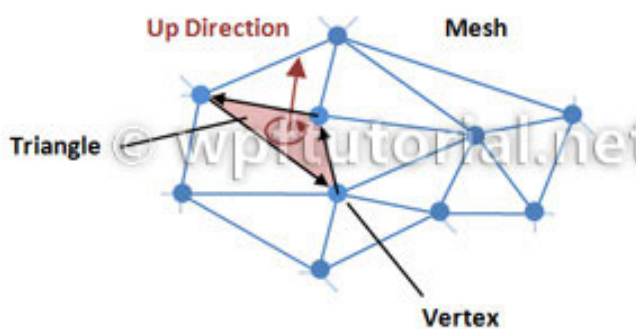 Up Direction
Mesh
Triangle
© wpftutorial.net
Vertex